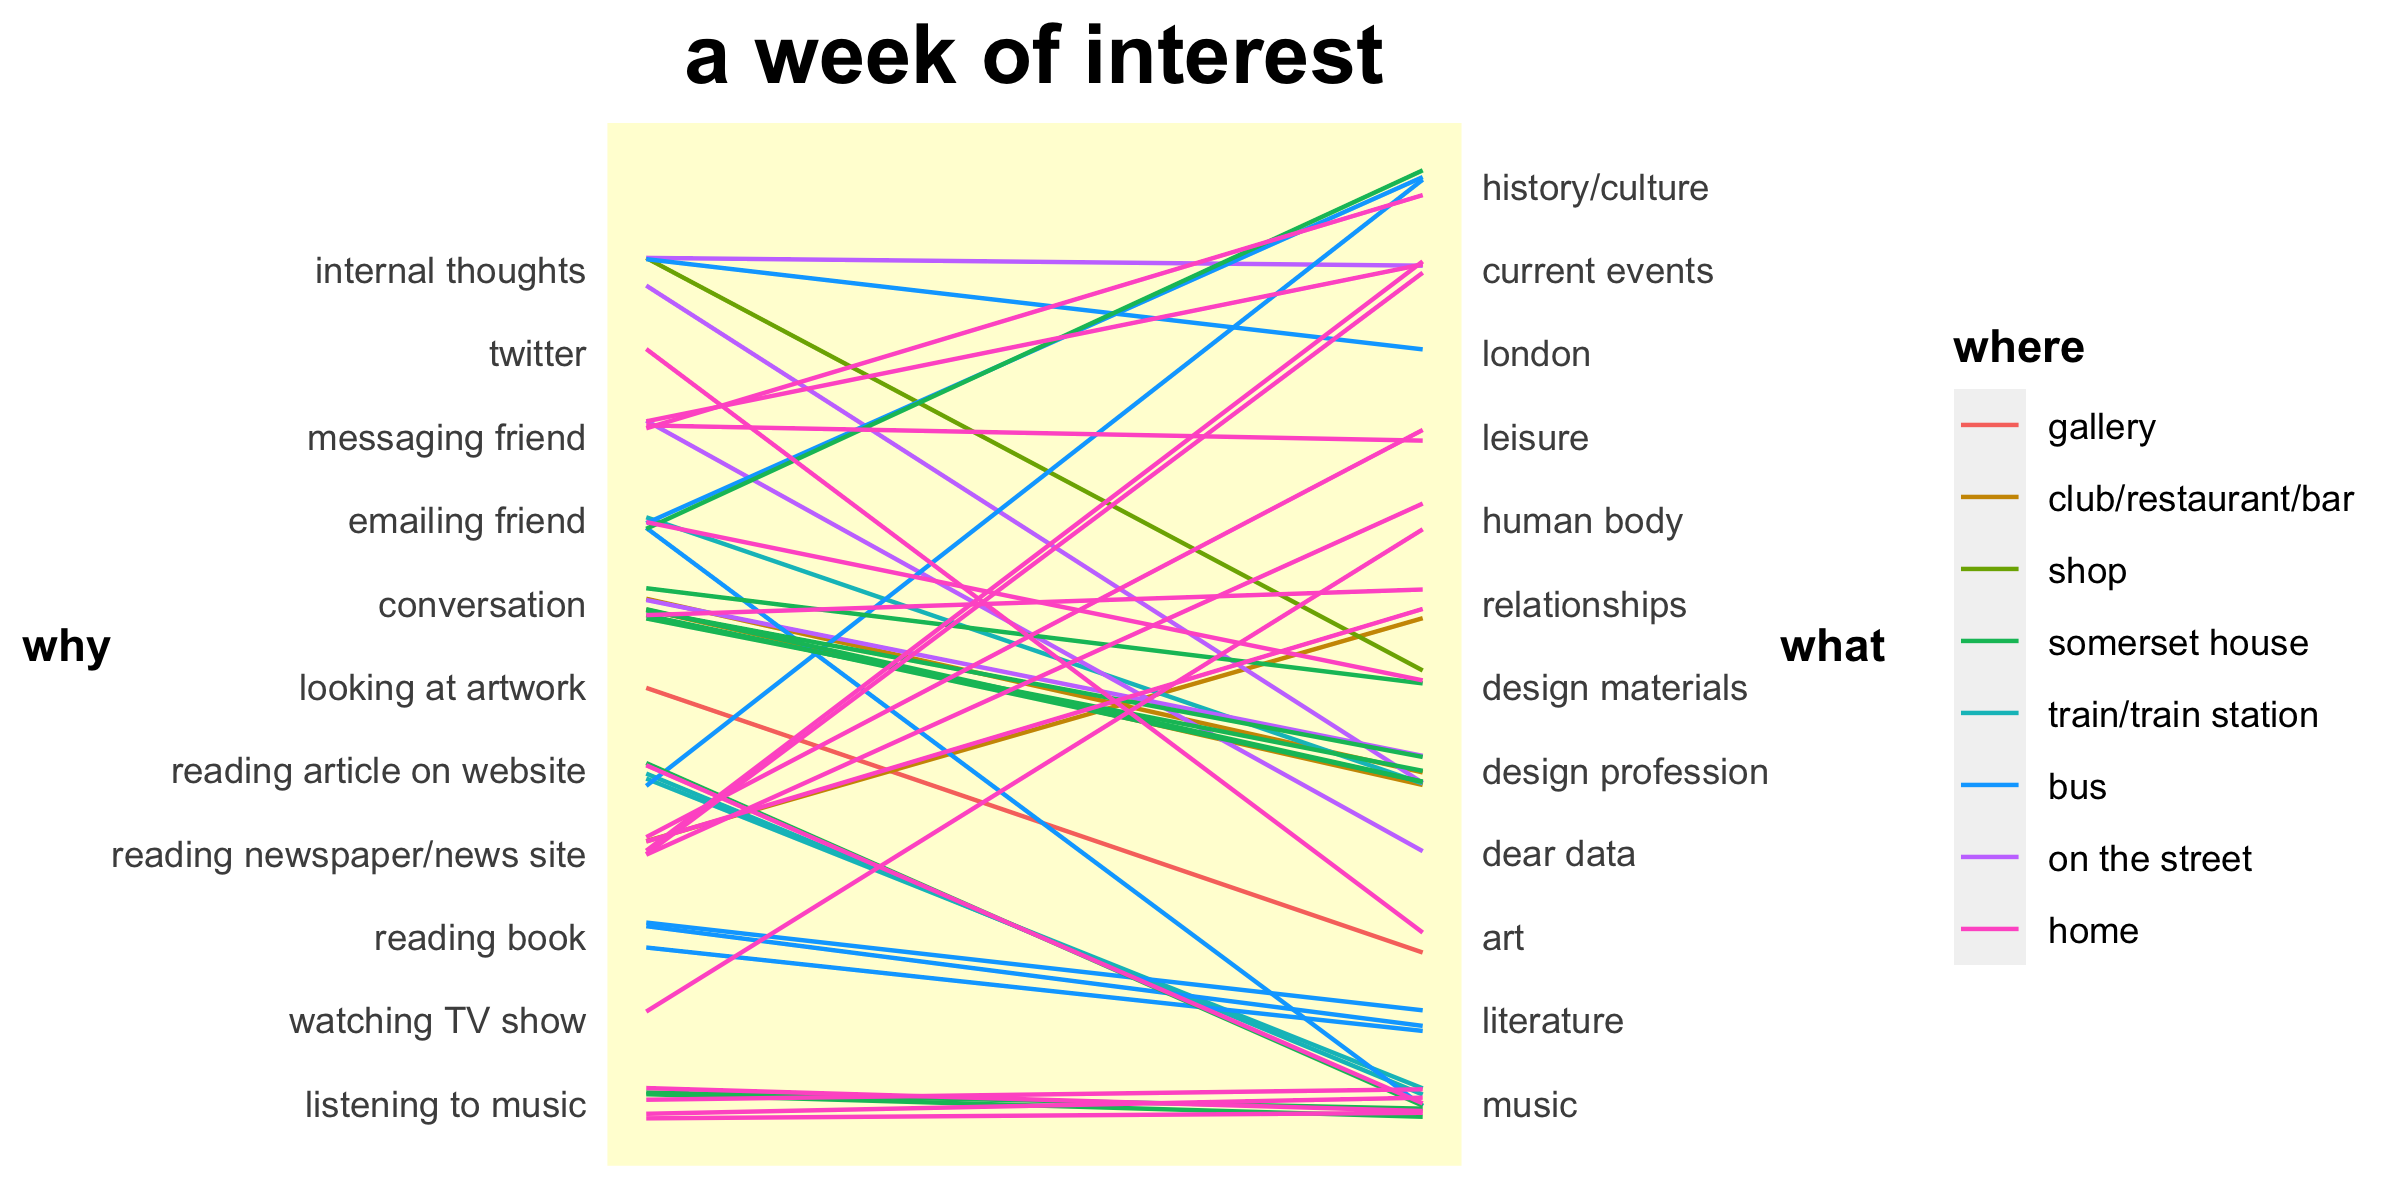 a week of interest
why
internal thoughts
twitter
messaging friend
emailing friend
conversation
looking at artwork
reading article on website
reading newspaper/news site
reading book
watching TV show
listening to music
history/culture
current events
london
leisure
human body
relationships
design materials
design profession
dear data
art
literature
music
what
where
gallery
club/restaurant/bar
shop
somerset house
train/train station
bus
on the street
home